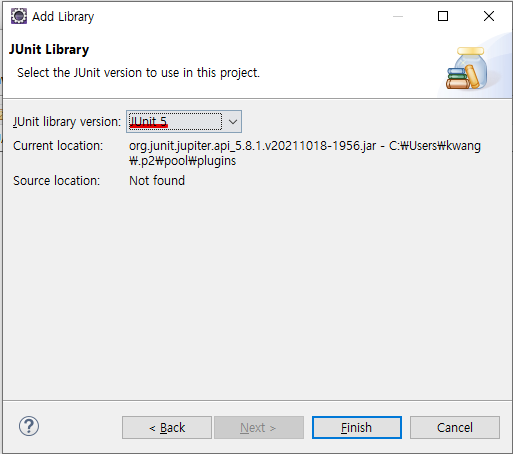 Add Library
JUnit Library
Select the JUnit version to use in this project.
JUnit library version: JUnit 5
Current location: org.junit.jupiter.api_5.8.1.v20211018-1956.jar - C:₩Users₩kwang
₩.p2₩pool₩plugins
Source location: Not found
< Back Next > Finish Cancel